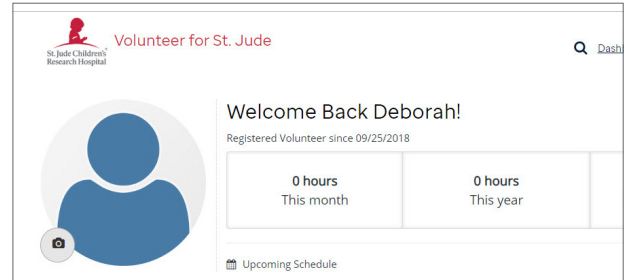 St. Jude Children's
Research Hospital
Volunteer for St. Jude
Welcome Back Deborah!
Registered Volunteer since 09/25/2018
0 hours
This month
0 hours
This year
Upcoming Schedule